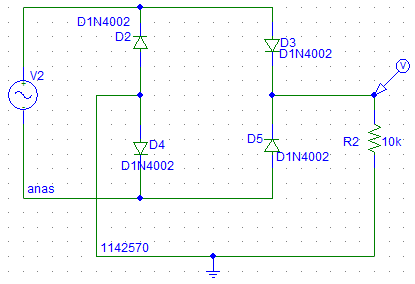 D1N4002
D2
D3
D1N4002
V
V2
+
-
D4
D1N4002
D5
D1N4002
R2
10k
anas
1142570